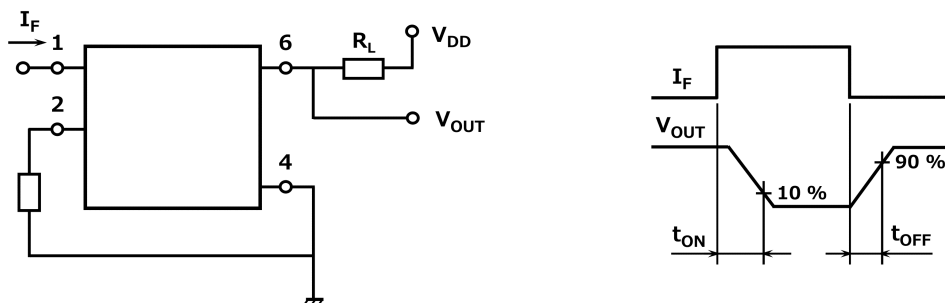 I_F
1
6
R_L
V_DD
2
V_OUT
4
I_F
V_OUT
10 %
90 %
t_ON
t_OFF